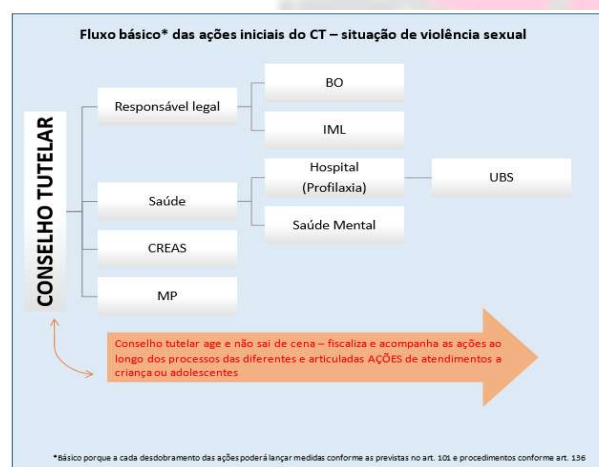 Fluxo básico* das ações iniciais do CT – situação de violência sexual
CONSELHO TUTELAR
Responsável legal
BO
IML
Saúde
Hospital
(Profilaxia)
UBS
Saúde Mental
CREAS
MP
Conselho tutelar age e não sai de cena – fiscaliza e acompanha as ações ao
longo dos processos das diferentes e articuladas AÇÕES de atendimentos a
criança ou adolescentes
*Básico porque a cada desdobramento das ações poderá lançar medidas conforme as previstas no art. 101 e procedimentos conforme art. 136